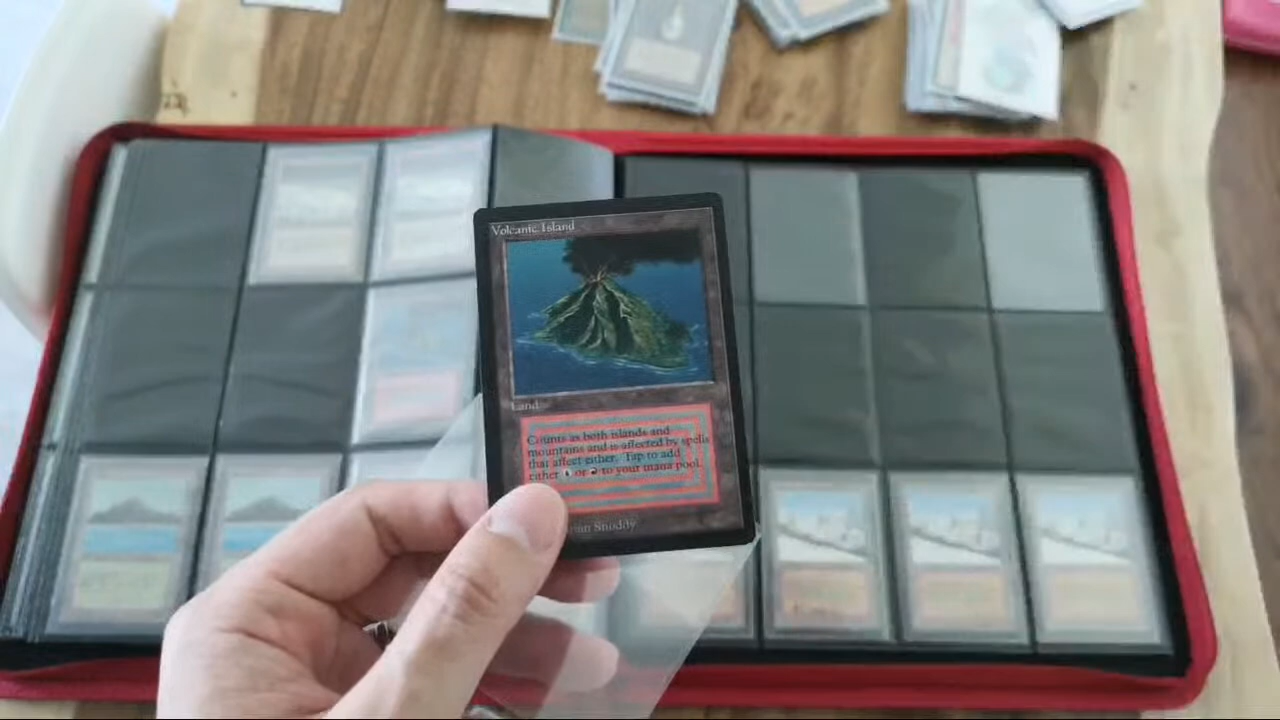 Volcanic Island
Land
Counts as both islands and
mountains and is affected by spells
that affect either. Tap to add
either or to your mana pool.
Snoddy